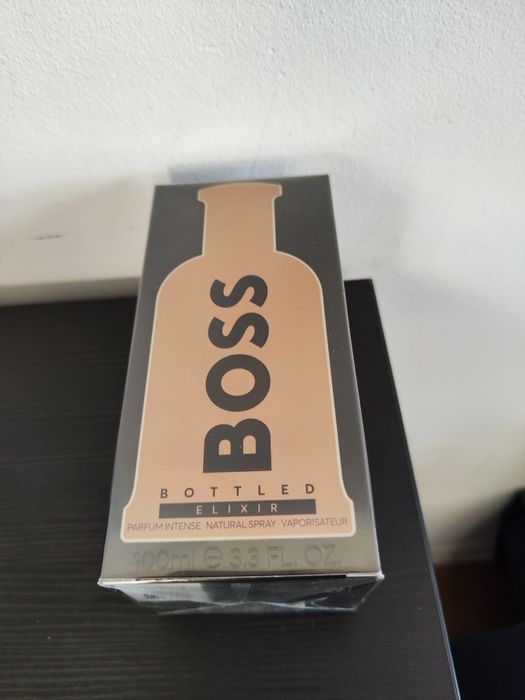 BOSS
BOTTLED
ELIXIR
PARFUM INTENSE · NATURAL SPRAY · VAPORISATEUR
100ml ℮ 3.3 FL. OZ.